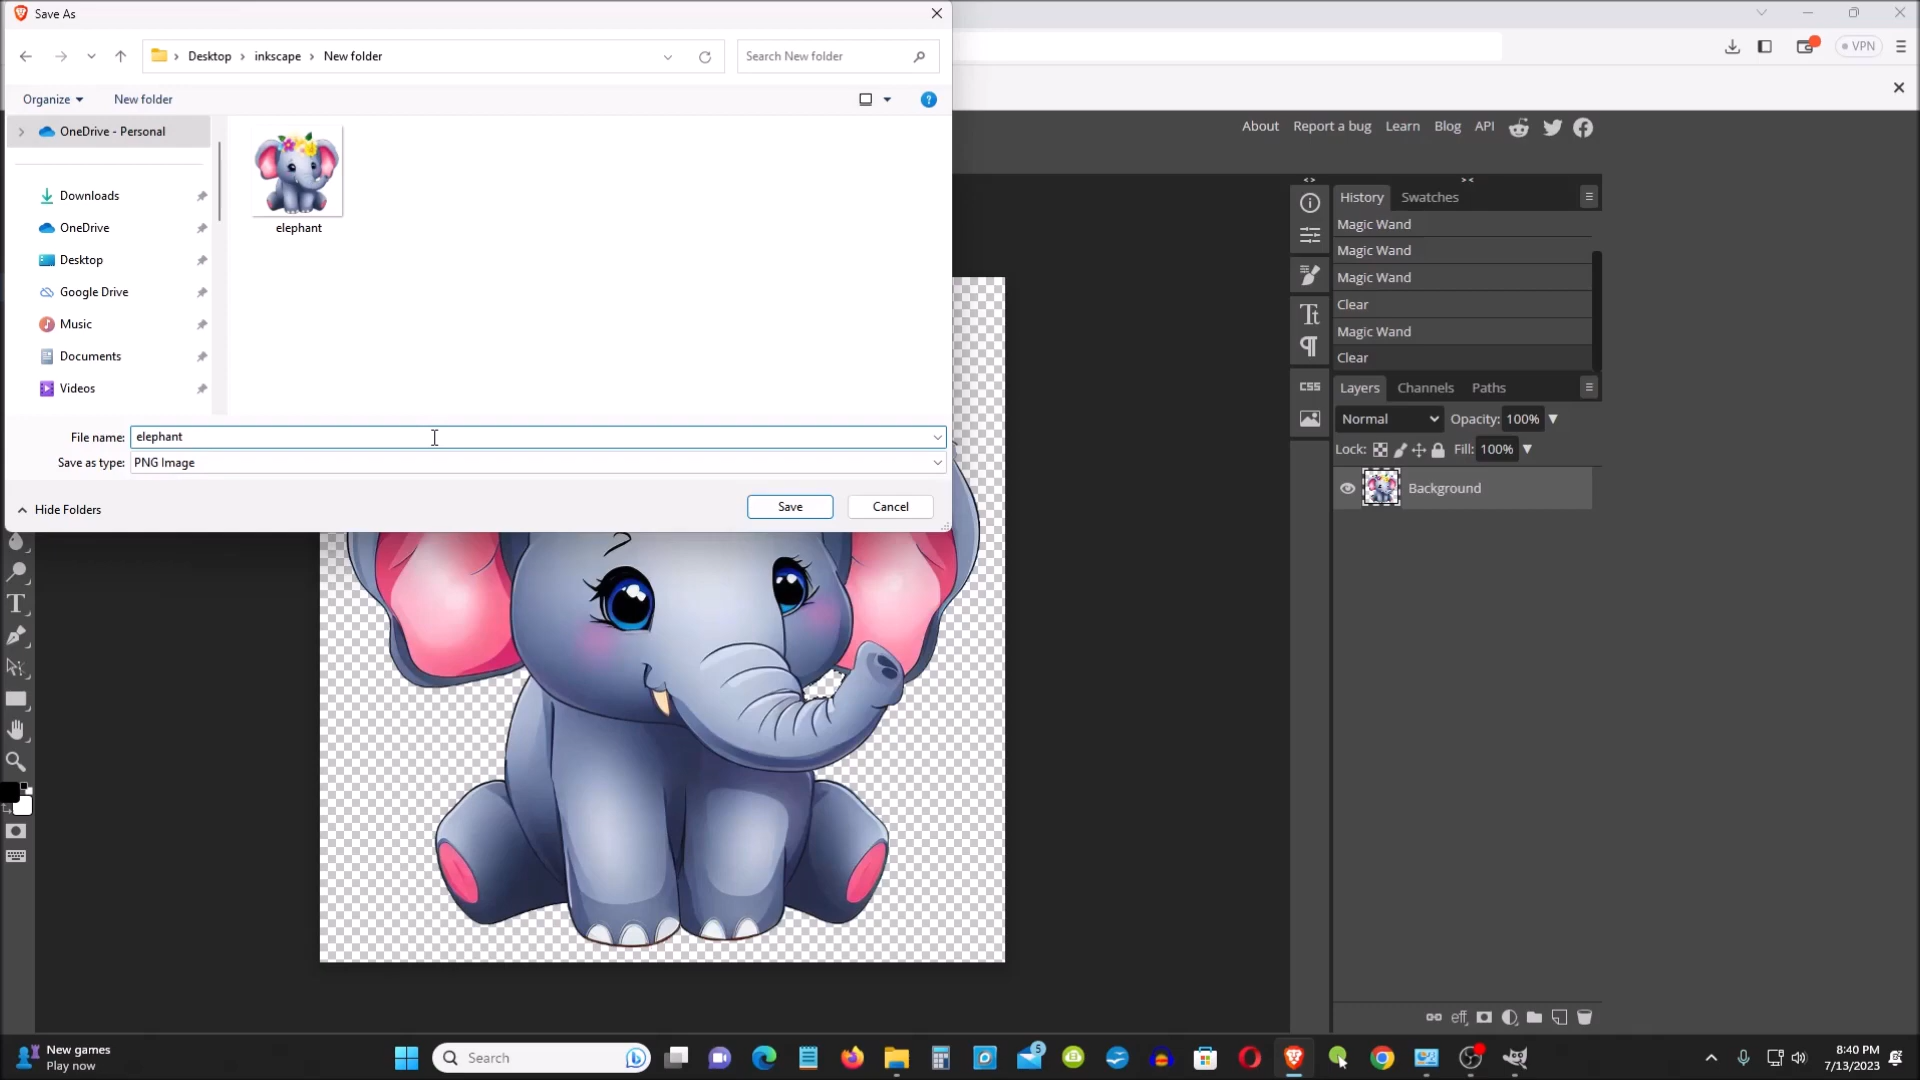 Save As
Desktop
inkscape
New folder
Search New folder
VPN
Organize
New folder
OneDrive - Personal
Downloads
OneDrive
Desktop
Google Drive
Music
Documents
Videos
elephant
File name:
elephant
Save as type:
PNG Image
Hide Folders
Save
Cancel
About
Report a bug
Learn
Blog
API
History
Swatches
Magic Wand
Magic Wand
Magic Wand
Clear
Magic Wand
Clear
CSS
Layers
Channels
Paths
Normal
Opacity:
100%
Lock:
Fill:
100%
Background
eff
New games
Play now
Search
5
8:40 PM
7/13/2023